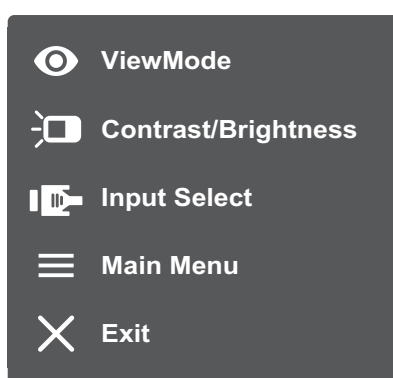 ViewMode
Contrast/Brightness
Input Select
Main Menu
Exit